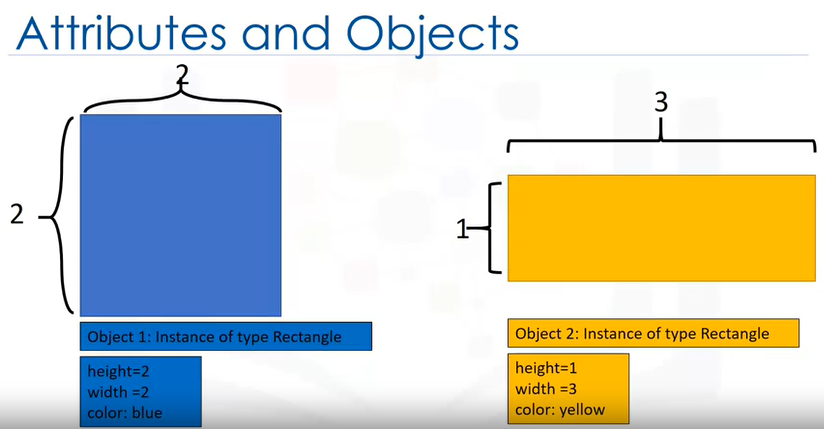 Attributes and Objects
2
2
Object 1: Instance of type Rectangle
height=2
width =2
color: blue
3
1
Object 2: Instance of type Rectangle
height=1
width =3
color: yellow